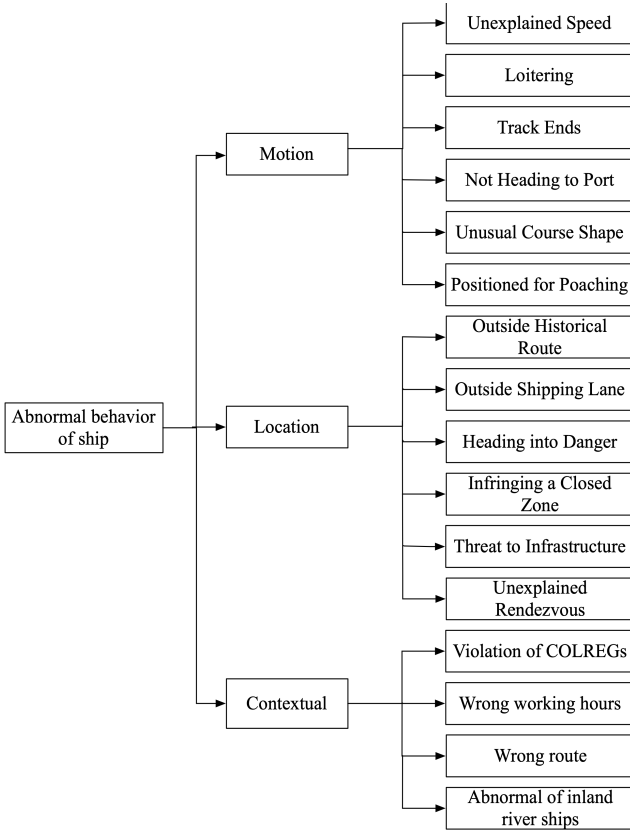 Abnormal behavior
of ship
Motion
Unexplained Speed
Loitering
Track Ends
Not Heading to Port
Unusual Course Shape
Positioned for Poaching
Location
Outside Historical
Route
Outside Shipping Lane
Heading into Danger
Infringing a Closed
Zone
Threat to Infrastructure
Unexplained
Rendezvous
Contextual
Violation of COLREGs
Wrong working hours
Wrong route
Abnormal of inland
river ships